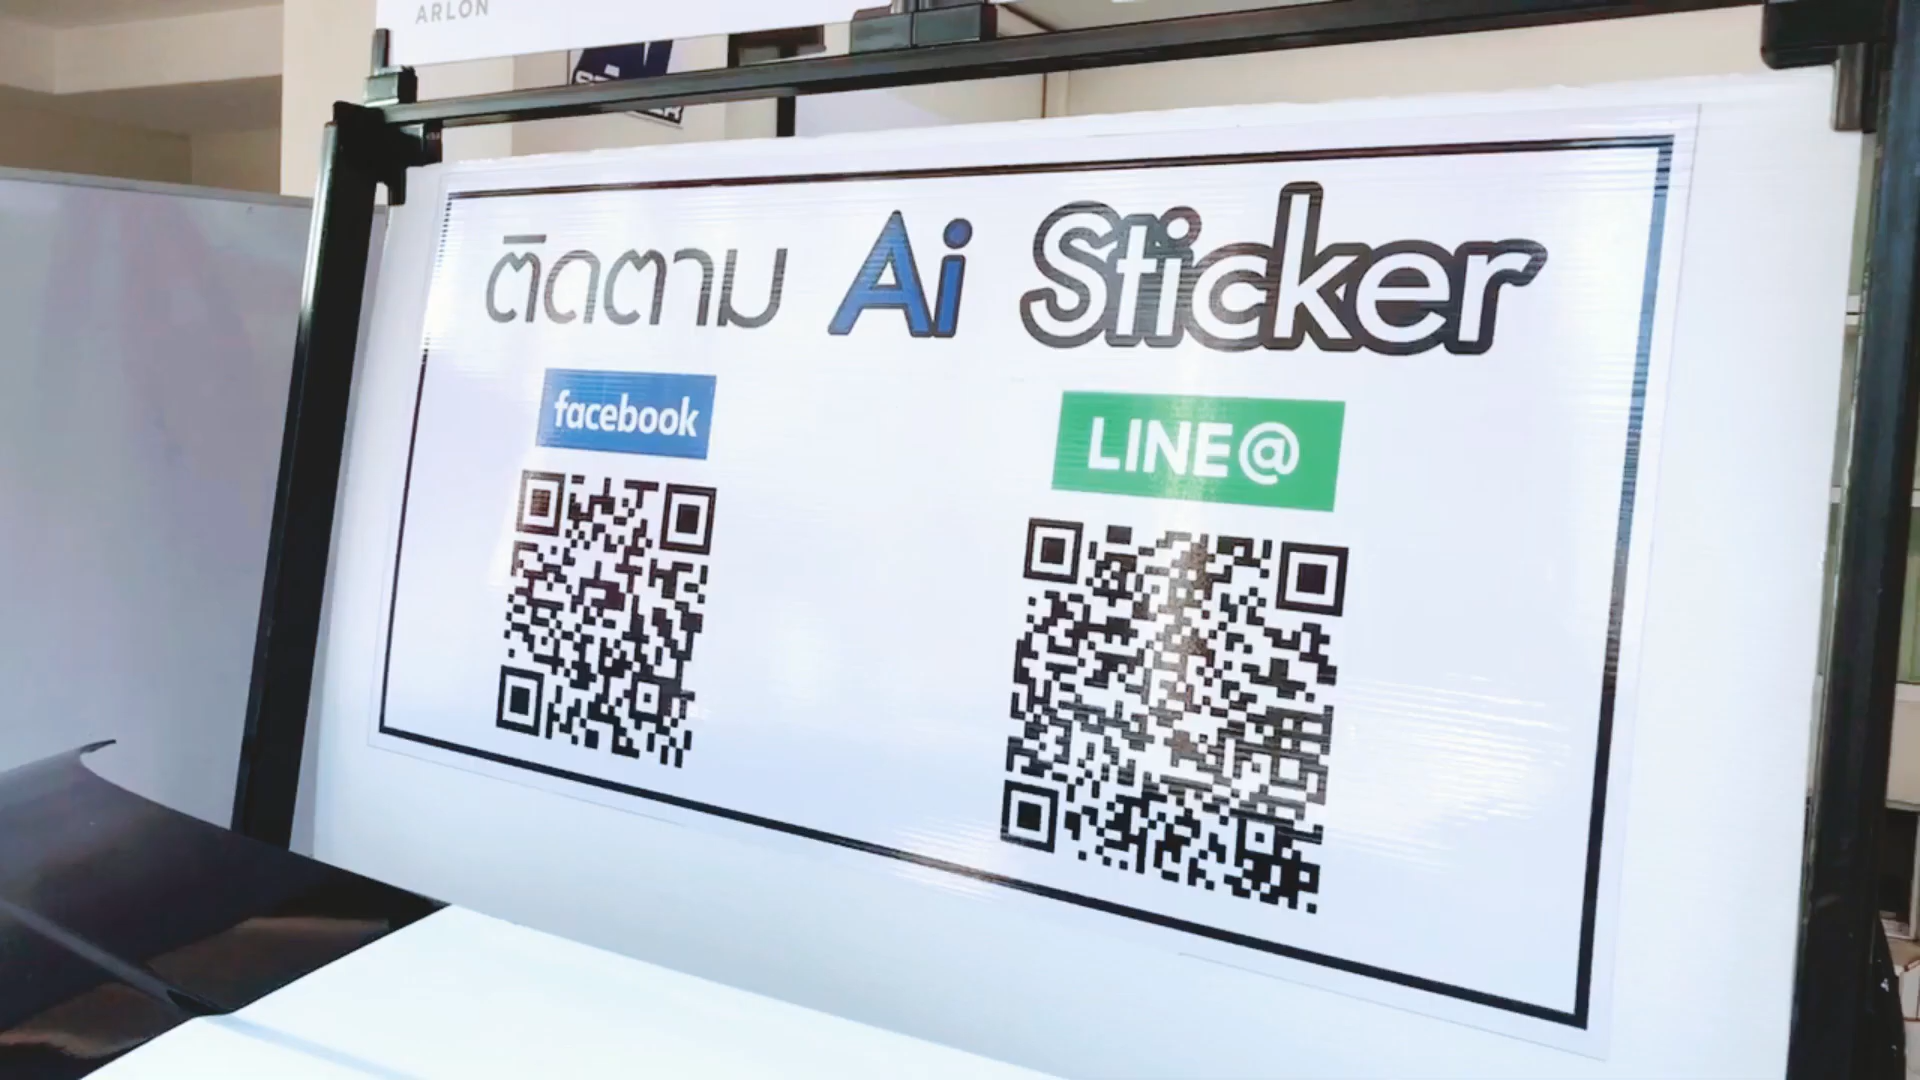 ARLON
ติดตาม Ai Sticker
facebook
LINE@